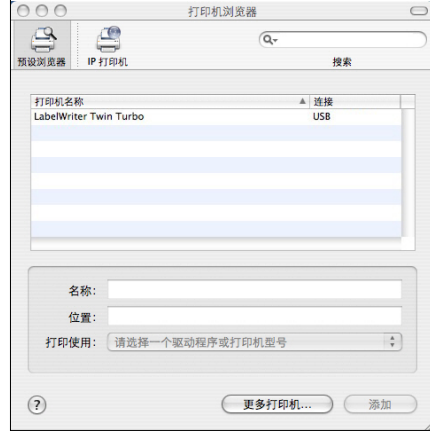 打印机浏览器
预设浏览器 IP 打印机 搜索
打印机名称 连接
LabelWriter Twin Turbo USB
名称:
位置:
打印使用: 请选择一个驱动程序或打印机型号
? 更多打印机... 添加